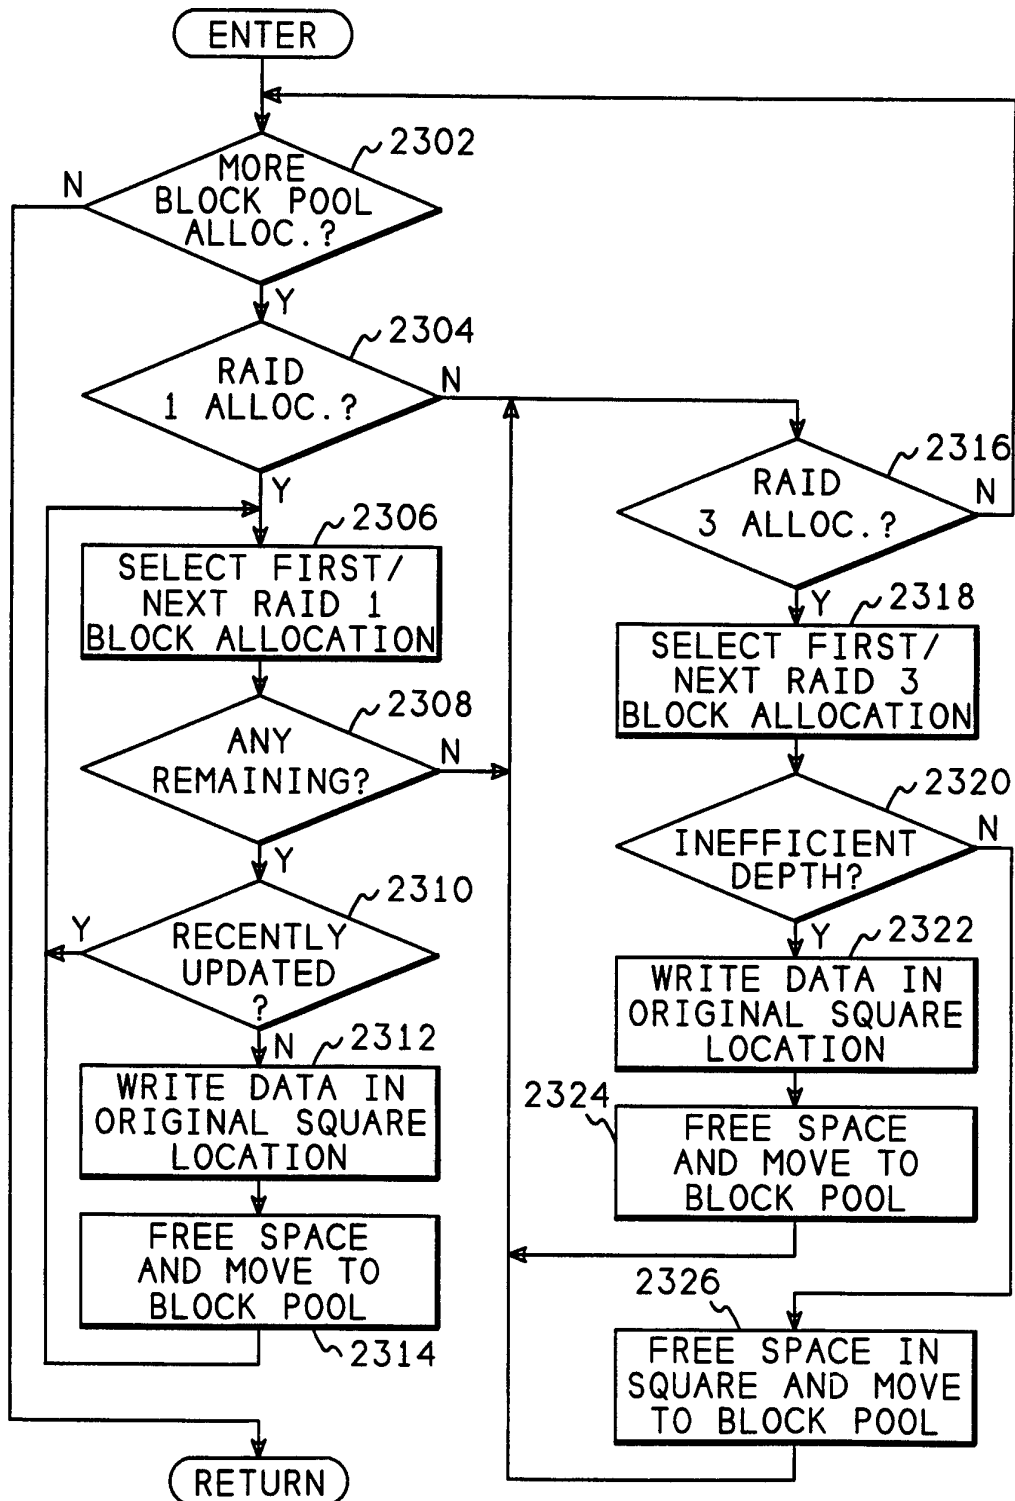 ENTER
2302
N
MORE
BLOCK POOL
ALLOC.?
Y
2304
RAID
1 ALLOC.?
N
Y
2306
SELECT FIRST/
NEXT RAID 1
BLOCK ALLOCATION
2308
ANY
REMAINING?
N
Y
2310
Y
RECENTLY
UPDATED
?
N
2312
WRITE DATA IN
ORIGINAL SQUARE
LOCATION
FREE SPACE
AND MOVE TO
BLOCK POOL
2314
RETURN
2316
RAID
3 ALLOC.?
N
Y
2318
SELECT FIRST/
NEXT RAID 3
BLOCK ALLOCATION
2320
N
INEFFICIENT
DEPTH?
Y
2322
WRITE DATA IN
ORIGINAL SQUARE
LOCATION
2324
FREE SPACE
AND MOVE TO
BLOCK POOL
2326
FREE SPACE IN
SQUARE AND MOVE
TO BLOCK POOL